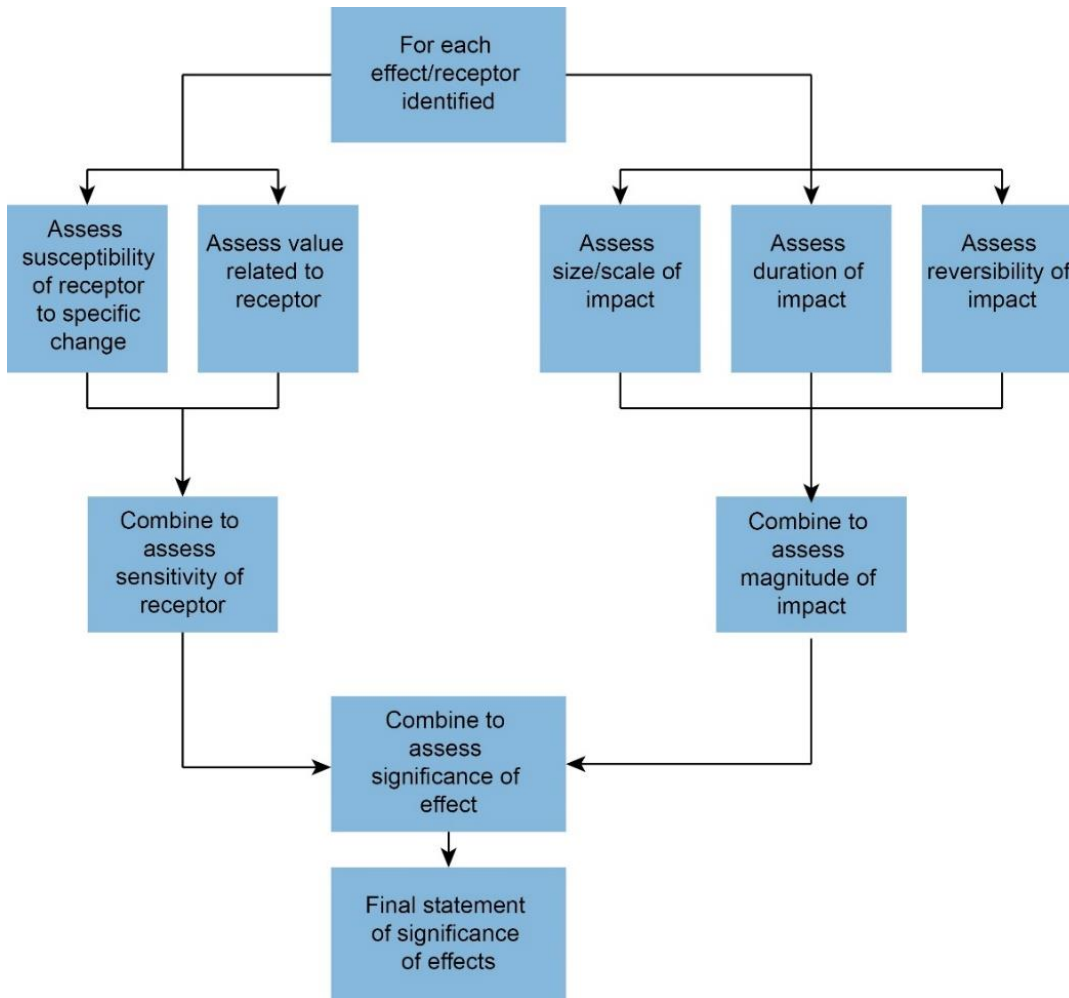 For each
effect/receptor
identified
Assess
susceptibility
of receptor
to specific
change
Assess value
related to
receptor
Assess
size/scale of
impact
Assess
duration of
impact
Assess
reversibility of
impact
Combine to
assess
sensitivity of
receptor
Combine to
assess
magnitude of
impact
Combine to
assess
significance of
effect
Final statement
of significance
of effects